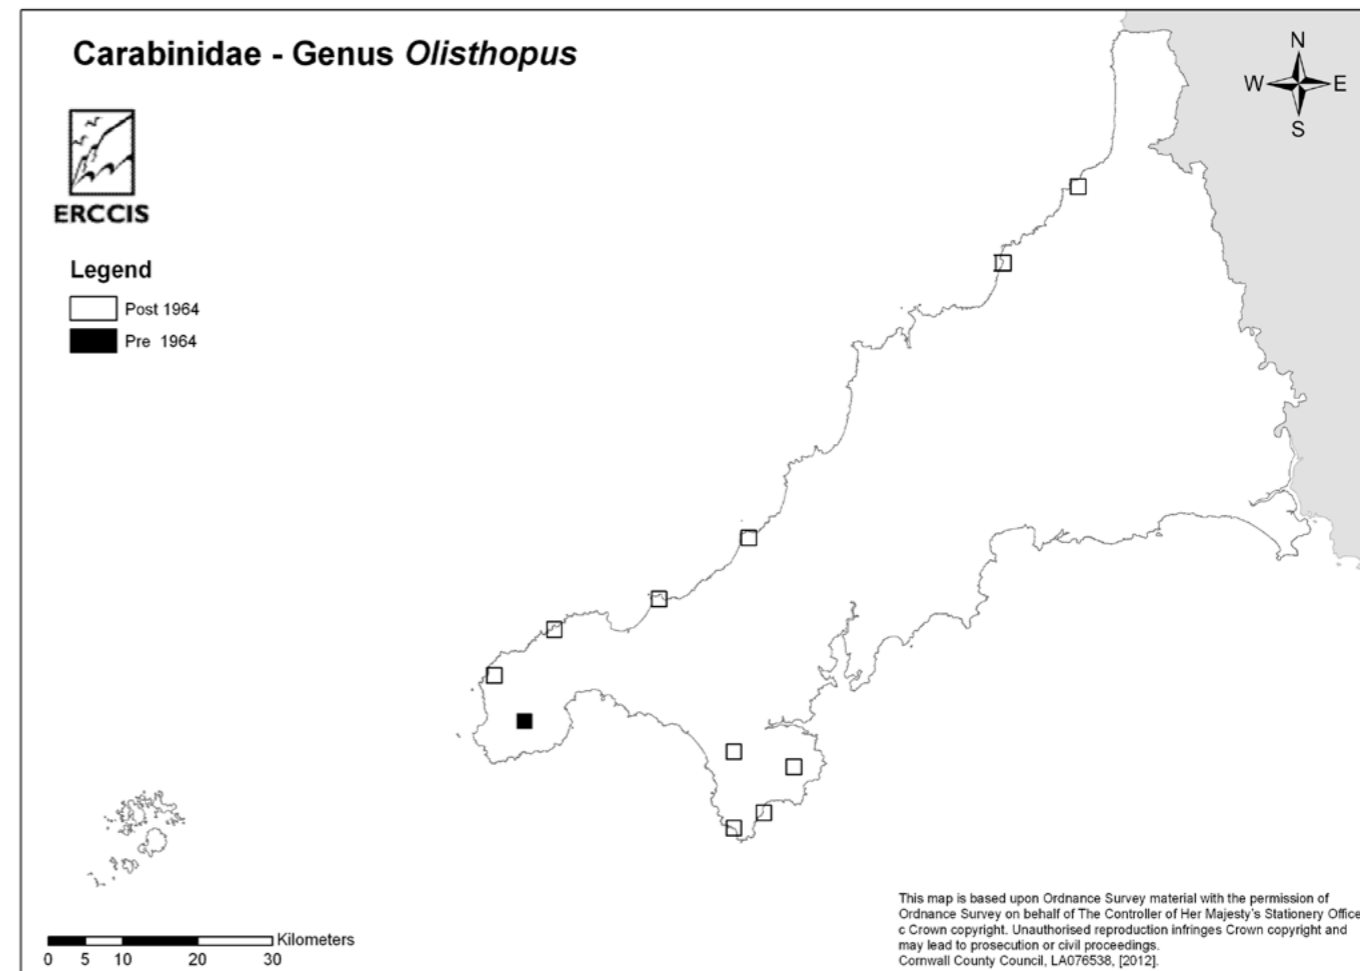 Carabinidae - Genus Olisthopus
N
W E
S
ERCCIS
Legend
Post 1964
Pre 1964
Kilometers
0 5 10 20 30
This map is based upon Ordnance Survey material with the permission of
Ordnance Survey on behalf of The Controller of Her Majesty's Stationery Office
c Crown copyright. Unauthorised reproduction infringes Crown copyright and
may lead to prosecution or civil proceedings.
Cornwall County Council, LA076538, [2012].